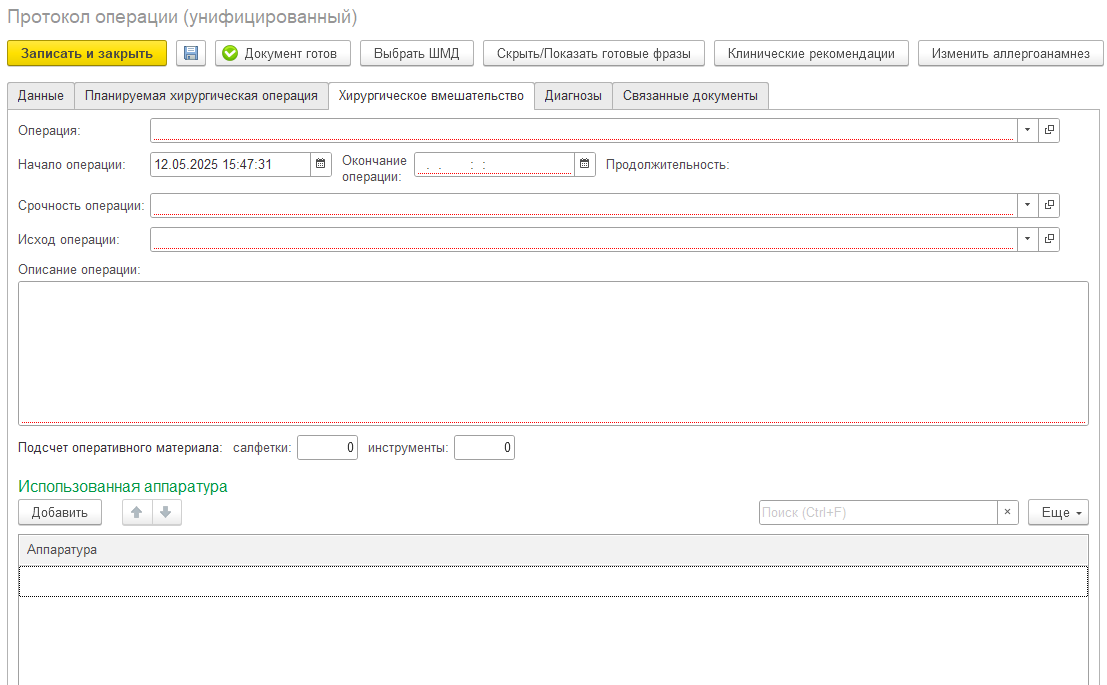 Протокол операции (унифицированный)
Записать и закрыть Документ готов Выбрать ШМД Скрыть/Показать готовые фразы Клинические рекомендации Изменить аллергоанамнез
Данные Планируемая хирургическая операция Хирургическое вмешательство Диагнозы Связанные документы
Операция:
Начало операции: 12.05.2025 15:47:31 Окончание операции: . . : : Продолжительность:
Срочность операции:
Исход операции:
Описание операции:
Подсчет оперативного материала: салфетки: 0 инструменты: 0
Использованная аппаратура
Добавить Поиск (Ctrl+F) × Еще
Аппаратура